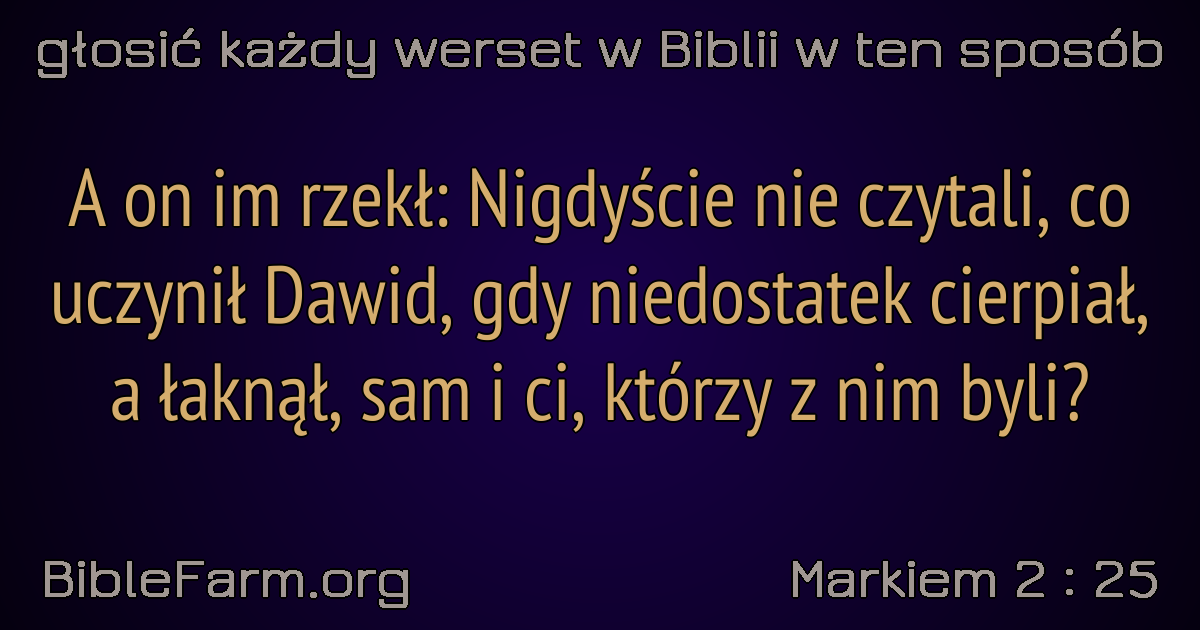 głosić każdy werset w Biblii w ten sposób
A on im rzekł: Nigdyście nie czytali, co
uczynił Dawid, gdy niedostatek cierpiał,
a łaknął, sam i ci, którzy z nim byli?
BibleFarm.org
Markiem 2 : 25